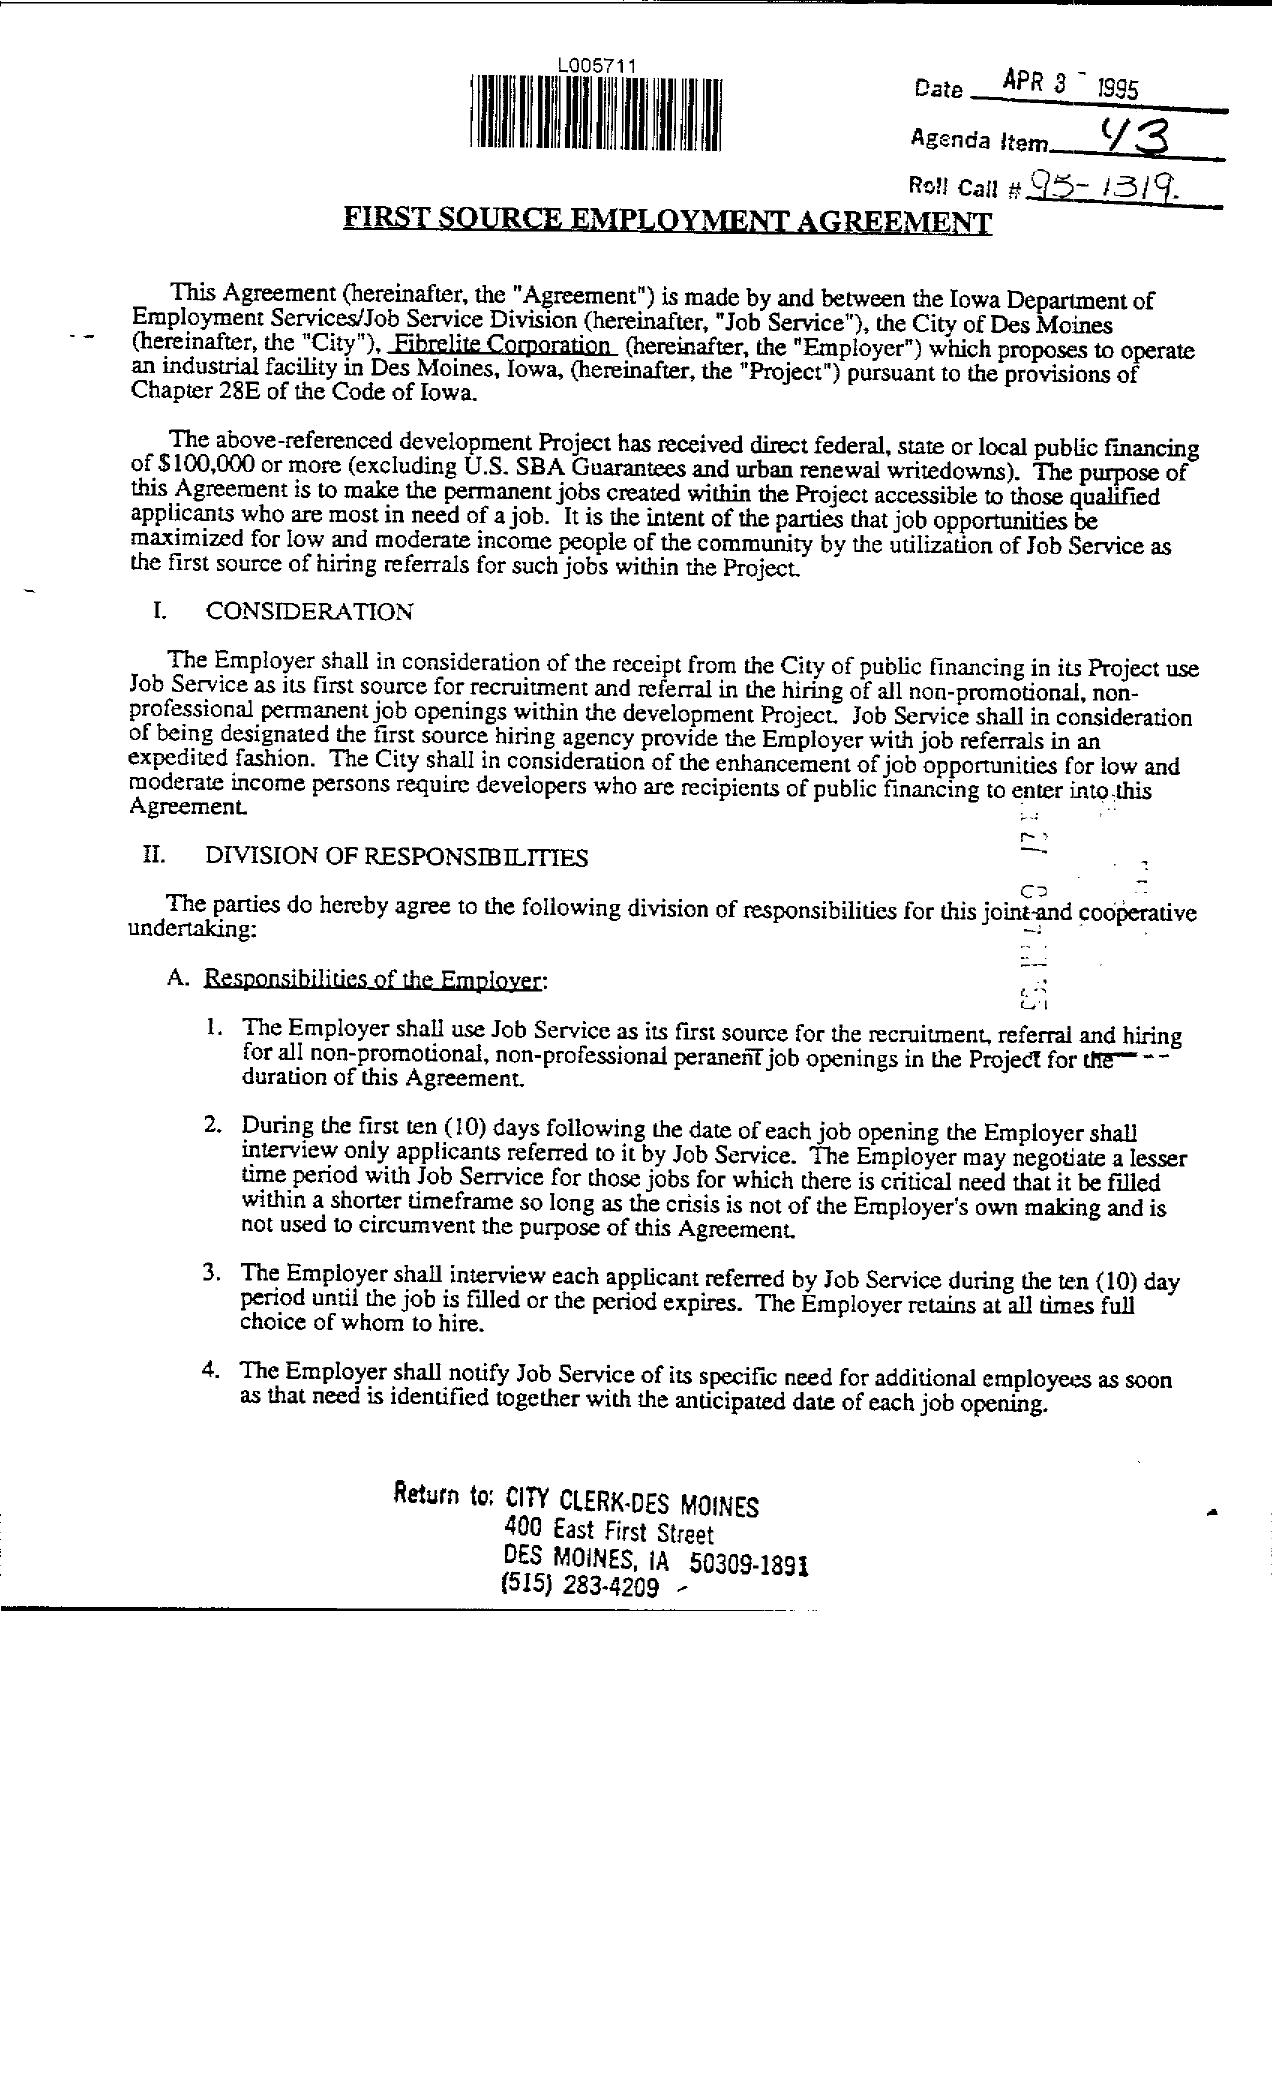 L005711
Date APR 3 - 1995
Agenda Item 43
Roll Call # 95-1319.
FIRST SOURCE EMPLOYMENT AGREEMENT
This Agreement (hereinafter, the "Agreement") is made by and between the Iowa Department of
Employment Services/Job Service Division (hereinafter, "Job Service"), the City of Des Moines
(hereinafter, the "City"), Fibrelite Corporation (hereinafter, the "Employer") which proposes to operate
an industrial facility in Des Moines, Iowa, (hereinafter, the "Project") pursuant to the provisions of
Chapter 28E of the Code of Iowa.
The above-referenced development Project has received direct federal, state or local public financing
of $100,000 or more (excluding U.S. SBA Guarantees and urban renewal writedowns). The purpose of
this Agreement is to make the permanent jobs created within the Project accessible to those qualified
applicants who are most in need of a job. It is the intent of the parties that job opportunities be
maximized for low and moderate income people of the community by the utilization of Job Service as
the first source of hiring referrals for such jobs within the Project.
I. CONSIDERATION
The Employer shall in consideration of the receipt from the City of public financing in its Project use
Job Service as its first source for recruitment and referral in the hiring of all non-promotional, non-
professional permanent job openings within the development Project. Job Service shall in consideration
of being designated the first source hiring agency provide the Employer with job referrals in an
expedited fashion. The City shall in consideration of the enhancement of job opportunities for low and
moderate income persons require developers who are recipients of public financing to enter into this
Agreement.
II. DIVISION OF RESPONSIBILITIES
The parties do hereby agree to the following division of responsibilities for this joint and cooperative
undertaking:
A. Responsibilities of the Employer:
1. The Employer shall use Job Service as its first source for the recruitment, referral and hiring
for all non-promotional, non-professional peranent job openings in the Project for the
duration of this Agreement.
2. During the first ten (10) days following the date of each job opening the Employer shall
interview only applicants referred to it by Job Service. The Employer may negotiate a lesser
time period with Job Serrvice for those jobs for which there is critical need that it be filled
within a shorter timeframe so long as the crisis is not of the Employer's own making and is
not used to circumvent the purpose of this Agreement.
3. The Employer shall interview each applicant referred by Job Service during the ten (10) day
period until the job is filled or the period expires. The Employer retains at all times full
choice of whom to hire.
4. The Employer shall notify Job Service of its specific need for additional employees as soon
as that need is identified together with the anticipated date of each job opening.
Return to: CITY CLERK-DES MOINES
400 East First Street
DES MOINES, IA 50309-1891
(515) 283-4209